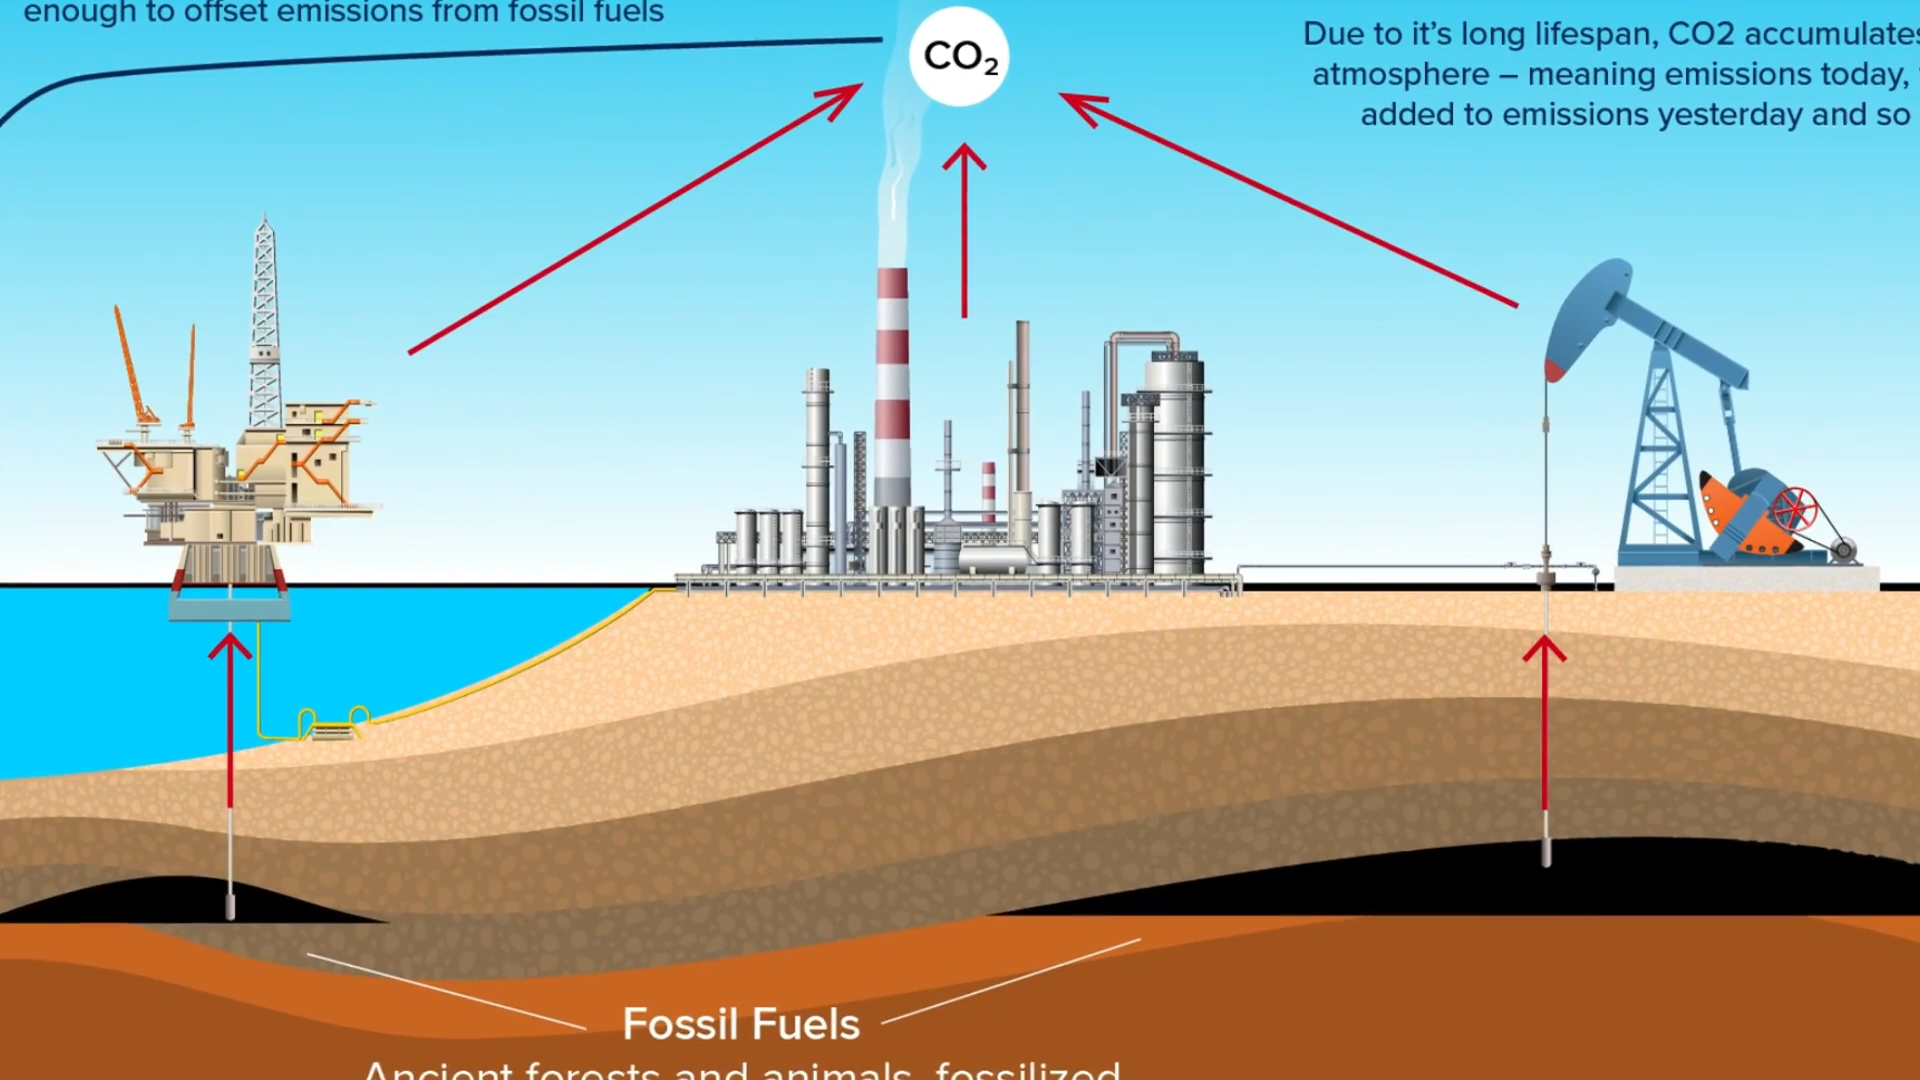 enough to offset emissions from fossil fuels
CO₂
Due to it’s long lifespan, CO2 accumulates
atmosphere – meaning emissions today,
added to emissions yesterday and so
Fossil Fuels
Ancient forests and animals, fossilized